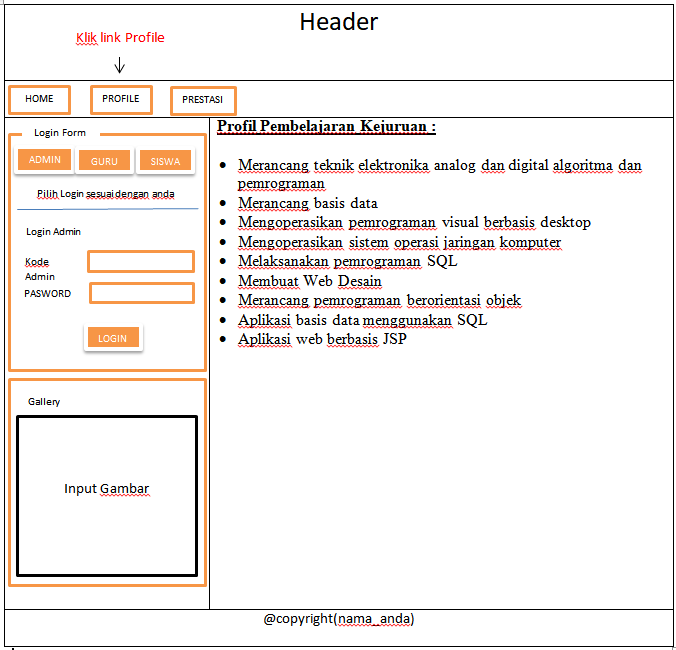 Header
Klik link Profile
HOME
PROFILE
PRESTASI
Login Form
ADMIN
GURU
SISWA
Pilih Login sesuai dengan anda
Login Admin
Kode
Admin
PASWORD
LOGIN
Gallery
Input Gambar
Profil Pembelajaran Kejuruan :
• Merancang teknik elektronika analog dan digital algoritma dan
pemrograman
• Merancang basis data
• Mengoperasikan pemrograman visual berbasis desktop
• Mengoperasikan sistem operasi jaringan komputer
• Melaksanakan pemrograman SQL
• Membuat Web Desain
• Merancang pemrograman berorientasi objek
• Aplikasi basis data menggunakan SQL
• Aplikasi web berbasis JSP
@copyright(nama_anda)